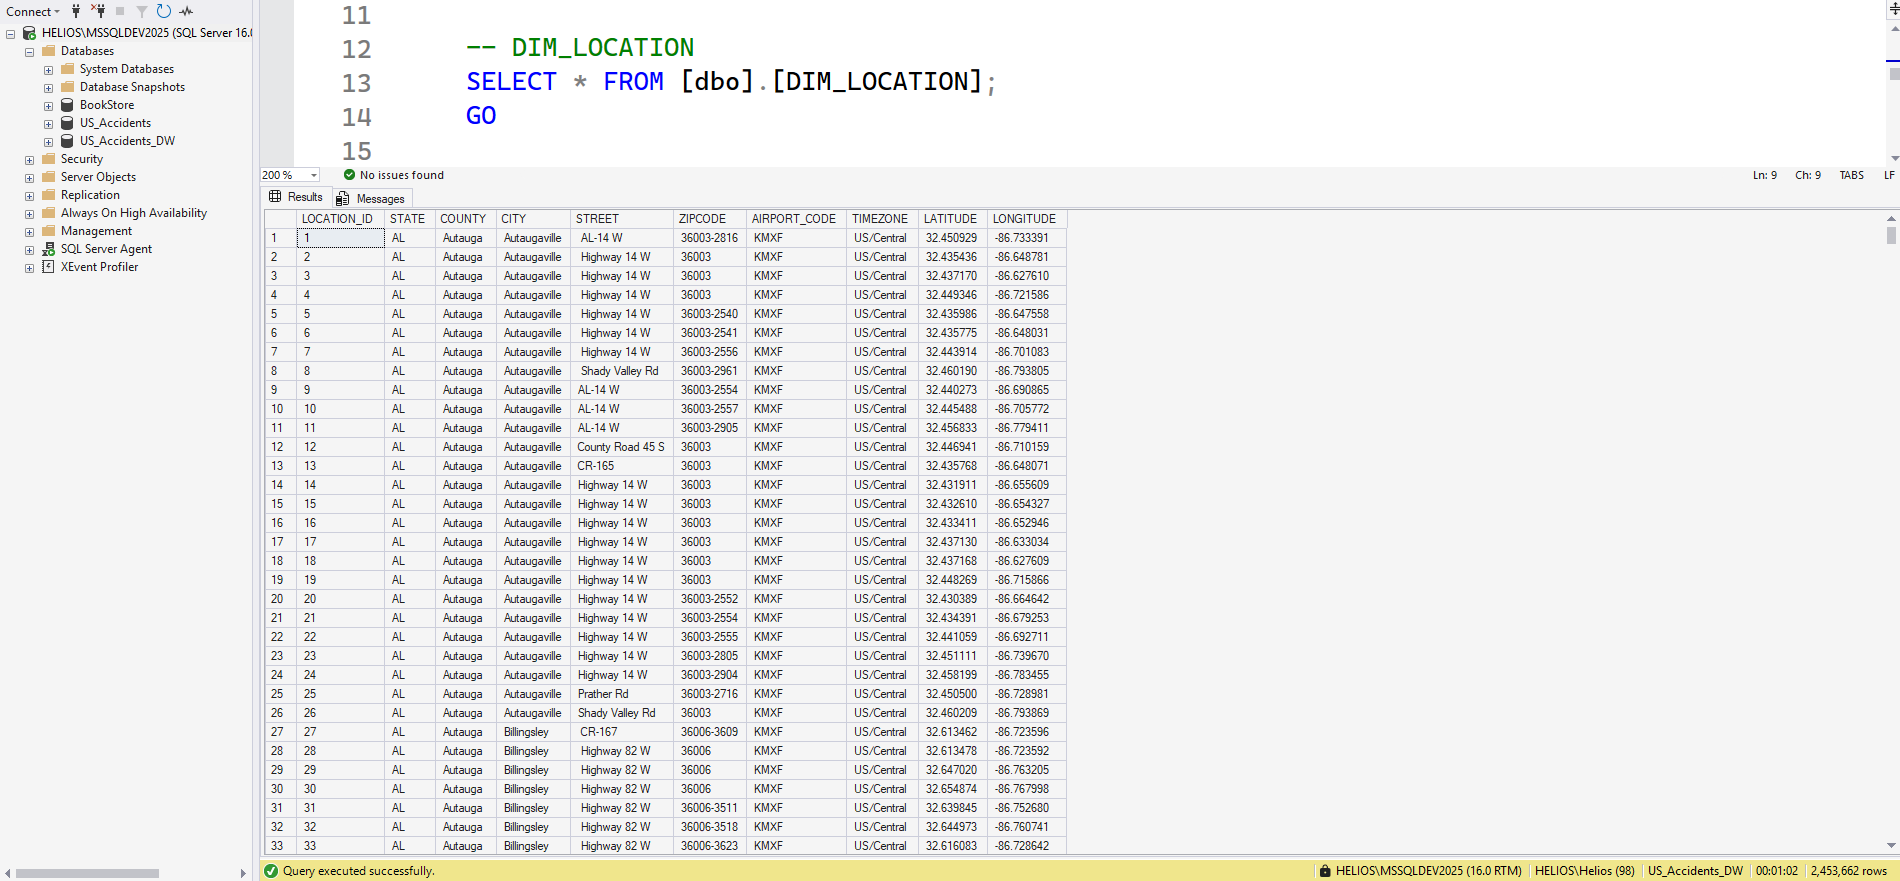 Connect
HELIOS\MSSQLDEV2025 (SQL Server 16.0
Databases
System Databases
Database Snapshots
BookStore
US_Accidents
US_Accidents_DW
Security
Server Objects
Replication
Always On High Availability
Management
SQL Server Agent
XEvent Profiler
11
12 -- DIM_LOCATION
13 SELECT * FROM [dbo].[DIM_LOCATION];
14 GO
15
200 % No issues found Ln: 9 Ch: 9 TABS LF
Results Messages
LOCATION_ID STATE COUNTY CITY STREET ZIPCODE AIRPORT_CODE TIMEZONE LATITUDE LONGITUDE
1 1 AL Autauga Autaugaville AL-14 W 36003-2816 KMXF US/Central 32.450929 -86.733391
2 2 AL Autauga Autaugaville Highway 14 W 36003 KMXF US/Central 32.435436 -86.648781
3 3 AL Autauga Autaugaville Highway 14 W 36003 KMXF US/Central 32.437170 -86.627610
4 4 AL Autauga Autaugaville Highway 14 W 36003 KMXF US/Central 32.449346 -86.721586
5 5 AL Autauga Autaugaville Highway 14 W 36003-2540 KMXF US/Central 32.435986 -86.647558
6 6 AL Autauga Autaugaville Highway 14 W 36003-2541 KMXF US/Central 32.435775 -86.648031
7 7 AL Autauga Autaugaville Highway 14 W 36003-2556 KMXF US/Central 32.443914 -86.701083
8 8 AL Autauga Autaugaville Shady Valley Rd 36003-2961 KMXF US/Central 32.460190 -86.793805
9 9 AL Autauga Autaugaville AL-14 W 36003-2554 KMXF US/Central 32.440273 -86.690865
10 10 AL Autauga Autaugaville AL-14 W 36003-2557 KMXF US/Central 32.445488 -86.705772
11 11 AL Autauga Autaugaville AL-14 W 36003-2905 KMXF US/Central 32.456833 -86.779411
12 12 AL Autauga Autaugaville County Road 45 S 36003 KMXF US/Central 32.446941 -86.710159
13 13 AL Autauga Autaugaville CR-165 36003 KMXF US/Central 32.435768 -86.648071
14 14 AL Autauga Autaugaville Highway 14 W 36003 KMXF US/Central 32.431911 -86.655609
15 15 AL Autauga Autaugaville Highway 14 W 36003 KMXF US/Central 32.432610 -86.654327
16 16 AL Autauga Autaugaville Highway 14 W 36003 KMXF US/Central 32.433411 -86.652946
17 17 AL Autauga Autaugaville Highway 14 W 36003 KMXF US/Central 32.437130 -86.633034
18 18 AL Autauga Autaugaville Highway 14 W 36003 KMXF US/Central 32.437168 -86.627609
19 19 AL Autauga Autaugaville Highway 14 W 36003 KMXF US/Central 32.448269 -86.715866
20 20 AL Autauga Autaugaville Highway 14 W 36003-2552 KMXF US/Central 32.430389 -86.664642
21 21 AL Autauga Autaugaville Highway 14 W 36003-2554 KMXF US/Central 32.434391 -86.679253
22 22 AL Autauga Autaugaville Highway 14 W 36003-2555 KMXF US/Central 32.441059 -86.692711
23 23 AL Autauga Autaugaville Highway 14 W 36003-2805 KMXF US/Central 32.451111 -86.739670
24 24 AL Autauga Autaugaville Highway 14 W 36003-2904 KMXF US/Central 32.458199 -86.783455
25 25 AL Autauga Autaugaville Prather Rd 36003-2716 KMXF US/Central 32.450500 -86.728981
26 26 AL Autauga Autaugaville Shady Valley Rd 36003 KMXF US/Central 32.460209 -86.793869
27 27 AL Autauga Billingsley CR-167 36006-3609 KMXF US/Central 32.613462 -86.723596
28 28 AL Autauga Billingsley Highway 82 W 36006 KMXF US/Central 32.613478 -86.723592
29 29 AL Autauga Billingsley Highway 82 W 36006 KMXF US/Central 32.647020 -86.763205
30 30 AL Autauga Billingsley Highway 82 W 36006 KMXF US/Central 32.654874 -86.767998
31 31 AL Autauga Billingsley Highway 82 W 36006-3511 KMXF US/Central 32.639845 -86.752680
32 32 AL Autauga Billingsley Highway 82 W 36006-3518 KMXF US/Central 32.644973 -86.760741
33 33 AL Autauga Billingsley Highway 82 W 36006-3623 KMXF US/Central 32.616083 -86.728642
Query executed successfully. HELIOS\MSSQLDEV2025 (16.0 RTM) HELIOS\Helios (98) US_Accidents_DW 00:01:02 2,453,662 rows